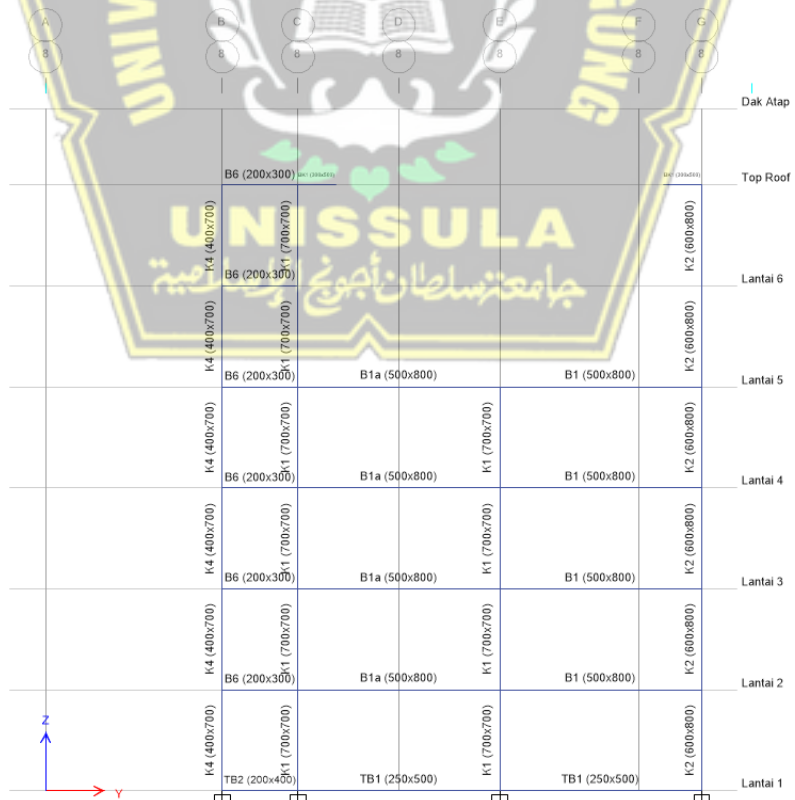 A B C D E F G
8 8 8 8 8 8 8
UNIV
UNG
Dak Atap
B6 (200x300)
Top Roof
UNISSULA
جامعتسلطان أجونج الإسلامية
K4 (400x700) K1 (700x700) K2 (600x800)
B6 (200x300)
Lantai 6
K4 (400x700) K1 (700x700) K2 (600x800)
B6 (200x300) B1a (500x800) B1 (500x800)
Lantai 5
K4 (400x700) K1 (700x700) K1 (700x700) K2 (600x800)
B6 (200x300) B1a (500x800) B1 (500x800)
Lantai 4
K4 (400x700) K1 (700x700) K1 (700x700) K2 (600x800)
B6 (200x300) B1a (500x800) B1 (500x800)
Lantai 3
K4 (400x700) K1 (700x700) K1 (700x700) K2 (600x800)
B6 (200x300) B1a (500x800) B1 (500x800)
Lantai 2
Z
K4 (400x700) K1 (700x700) K1 (700x700) K2 (600x800)
TB2 (200x400) TB1 (250x500) TB1 (250x500)
Lantai 1
Y